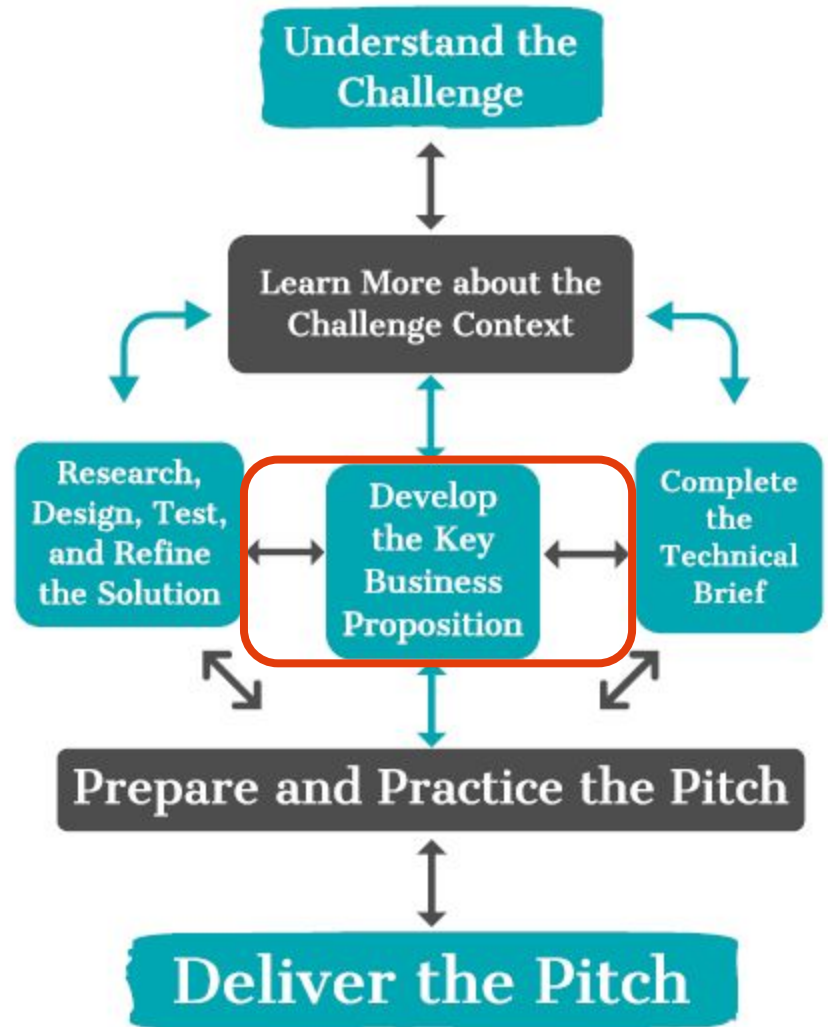 Understand the
Challenge
Learn More about the
Challenge Context
Research,
Design, Test,
and Refine
the Solution
Develop
the Key
Business
Proposition
Complete
the
Technical
Brief
Prepare and Practice the Pitch
Deliver the Pitch